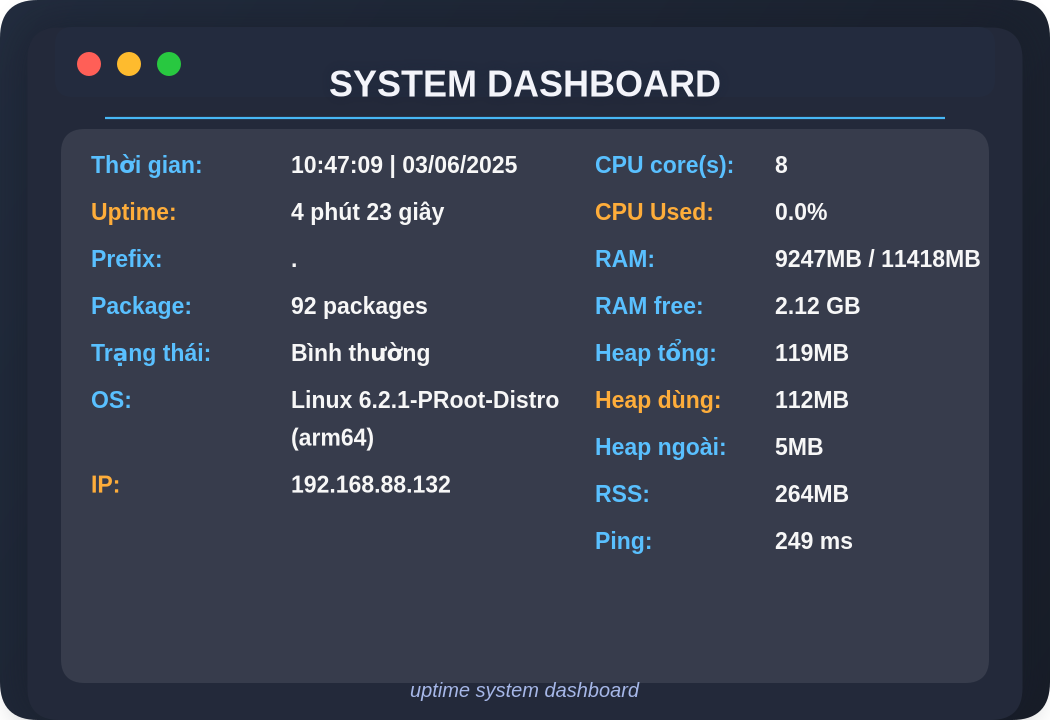 SYSTEM DASHBOARD
Thời gian: 10:47:09 | 03/06/2025
Uptime: 4 phút 23 giây
Prefix: .
Package: 92 packages
Trạng thái: Bình thường
OS: Linux 6.2.1-PRoot-Distro
(arm64)
IP: 192.168.88.132
CPU core(s): 8
CPU Used: 0.0%
RAM: 9247MB / 11418MB
RAM free: 2.12 GB
Heap tổng: 119MB
Heap dùng: 112MB
Heap ngoài: 5MB
RSS: 264MB
Ping: 249 ms
uptime system dashboard